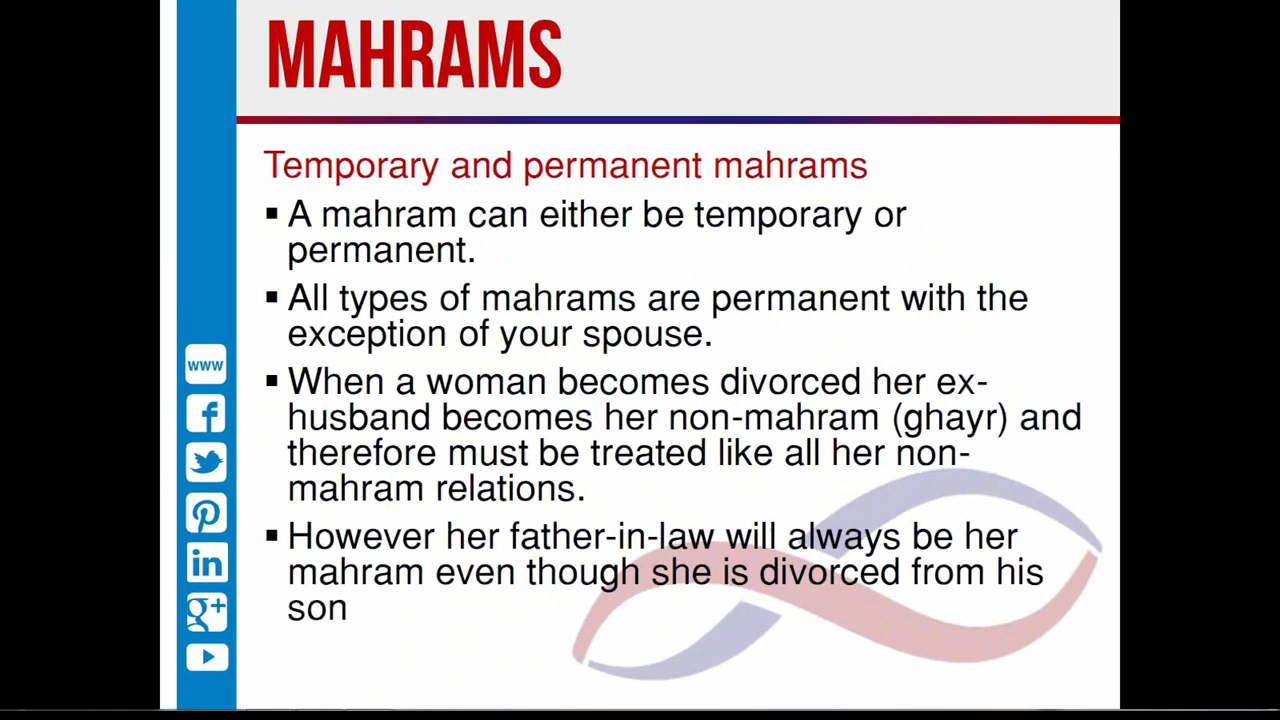 MAHRAMS
Temporary and permanent mahrams
▪ A mahram can either be temporary or
permanent.
▪ All types of mahrams are permanent with the
exception of your spouse.
▪ When a woman becomes divorced her ex-
husband becomes her non-mahram (ghayr) and
therefore must be treated like all her non-
mahram relations.
▪ However her father-in-law will always be her
mahram even though she is divorced from his
son
www
f
in
g+